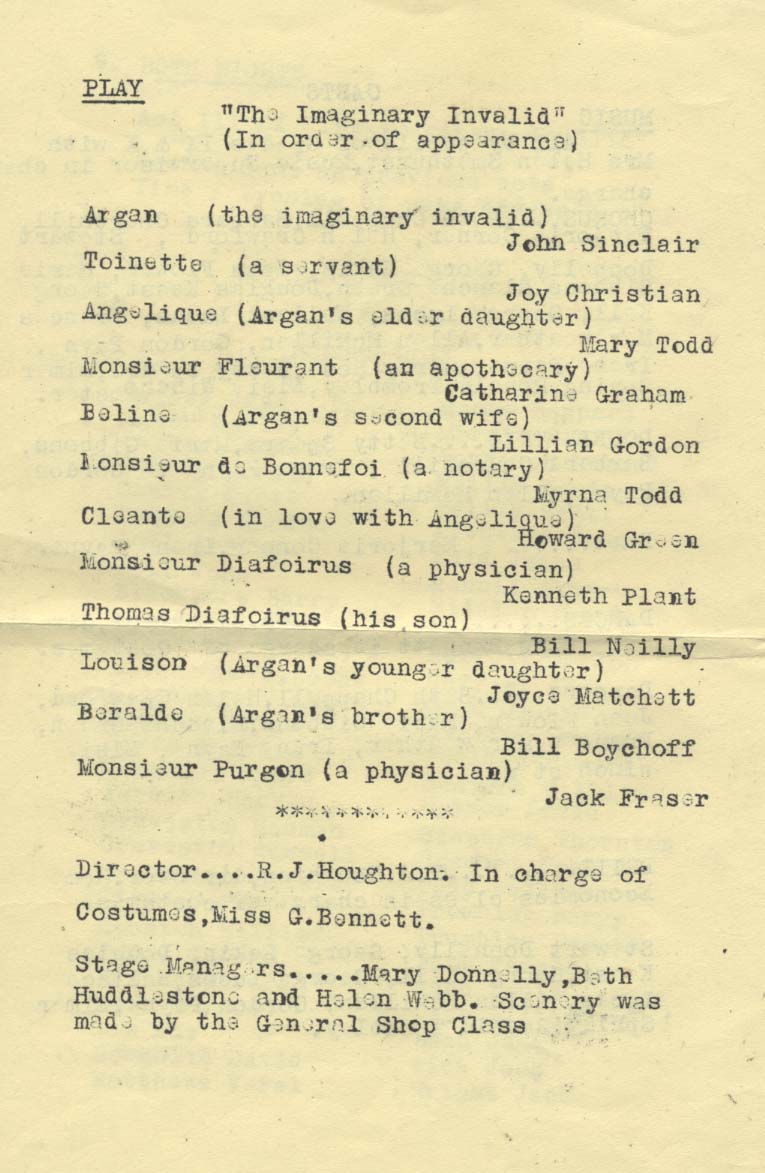 PLAY
"The Imaginary Invalid"
(In order of appearance)
Argan (the imaginary invalid)
John Sinclair
Toinette (a servant)
Joy Christian
Angelique (Argan's elder daughter)
Mary Todd
Monsieur Fleurant (an apothecary)
Catharine Graham
Beline (Argan's second wife)
Lillian Gordon
Monsieur de Bonnefoi (a notary)
Myrna Todd
Cleante (in love with Angelique)
Howard Green
Monsieur Diafoirus (a physician)
Kenneth Plant
Thomas Diafoirus (his son)
Bill Neilly
Louison (Argan's younger daughter)
Joyce Matchett
Beralde (Argan's brother)
Bill Boychoff
Monsieur Purgon (a physician)
Jack Fraser
************
Director....R.J.Houghton. In charge of
Costumes,Miss G.Bennett.
Stage Managers.....Mary Donnelly,Beth
Huddlestone and Helen Webb. Scenery was
made by the General Shop Class